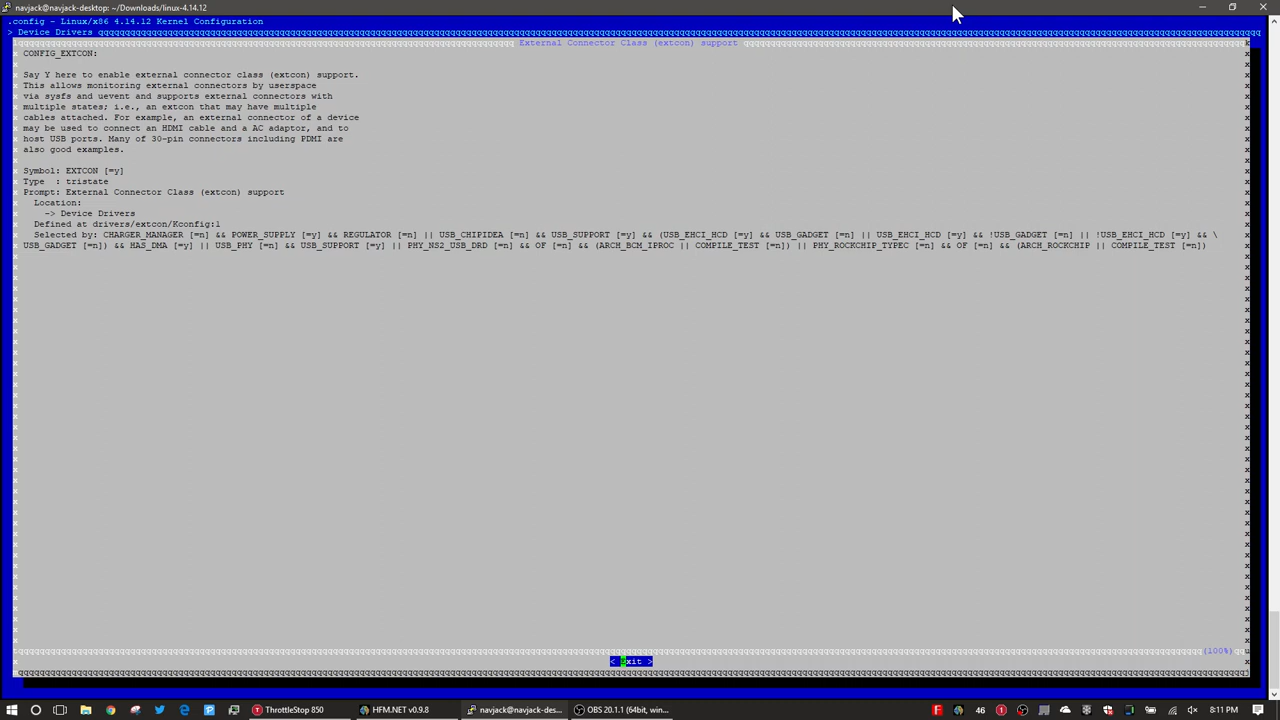 navjack@navjack-desktop: ~/Downloads/linux-4.14.12
.config - Linux/x86 4.14.12 Kernel Configuration
> Device Drivers
External Connector Class (extcon) support
CONFIG_EXTCON:
Say Y here to enable external connector class (extcon) support.
This allows monitoring external connectors by userspace
via sysfs and uevent and supports external connectors with
multiple states; i.e., an extcon that may have multiple
cables attached. For example, an external connector of a device
may be used to connect an HDMI cable and a AC adaptor, and to
host USB ports. Many of 30-pin connectors including PDMI are
also good examples.
Symbol: EXTCON [=y]
Type  : tristate
Prompt: External Connector Class (extcon) support
Location:
-> Device Drivers
Defined at drivers/extcon/Kconfig:1
Selected by: CHARGER_MANAGER [=n] && POWER_SUPPLY [=y] && REGULATOR [=n] || USB_CHIPIDEA [=n] && USB_SUPPORT [=y] && (USB_EHCI_HCD [=y] && USB_GADGET [=n] || USB_EHCI_HCD [=y] && !USB_GADGET [=n] || !USB_EHCI_HCD [=y] && \
USB_GADGET [=n]) && HAS_DMA [=y] || USB_PHY [=n] && USB_SUPPORT [=y] || PHY_NS2_USB_DRD [=n] && OF [=n] && (ARCH_BCM_IPROC || COMPILE_TEST [=n]) || PHY_ROCKCHIP_TYPEC [=n] && OF [=n] && (ARCH_ROCKCHIP || COMPILE_TEST [=n])
(100%)
< Exit >
ThrottleStop 850
HFM.NET v0.9.8
navjack@navjack-des...
OBS 20.1.1 (64bit, win...
46
8:11 PM